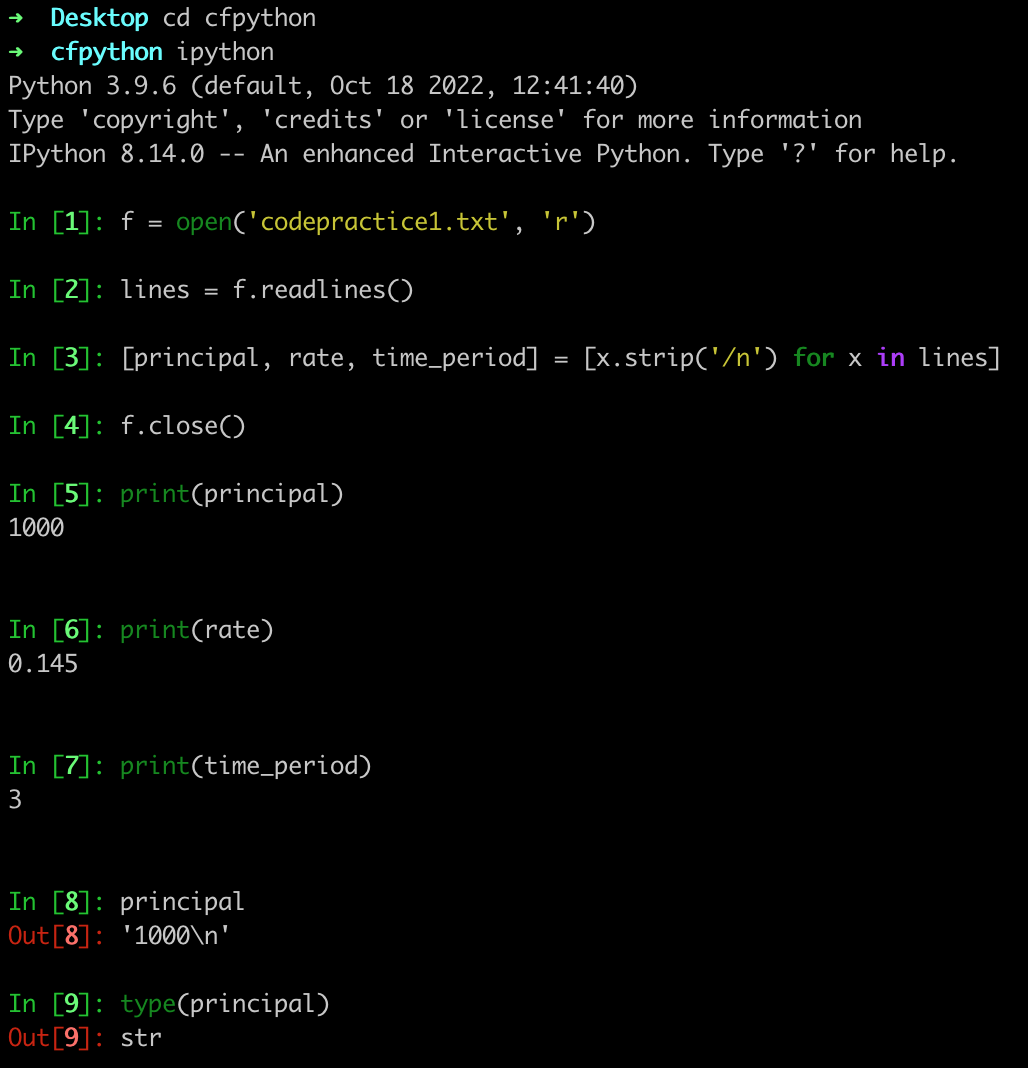 ➜  Desktop cd cfpython
➜  cfpython ipython
Python 3.9.6 (default, Oct 18 2022, 12:41:40)
Type 'copyright', 'credits' or 'license' for more information
IPython 8.14.0 -- An enhanced Interactive Python. Type '?' for help.
In [1]: f = open('codepractice1.txt', 'r')
In [2]: lines = f.readlines()
In [3]: [principal, rate, time_period] = [x.strip('/n') for x in lines]
In [4]: f.close()
In [5]: print(principal)
1000
In [6]: print(rate)
0.145
In [7]: print(time_period)
3
In [8]: principal
Out[8]: '1000\n'
In [9]: type(principal)
Out[9]: str